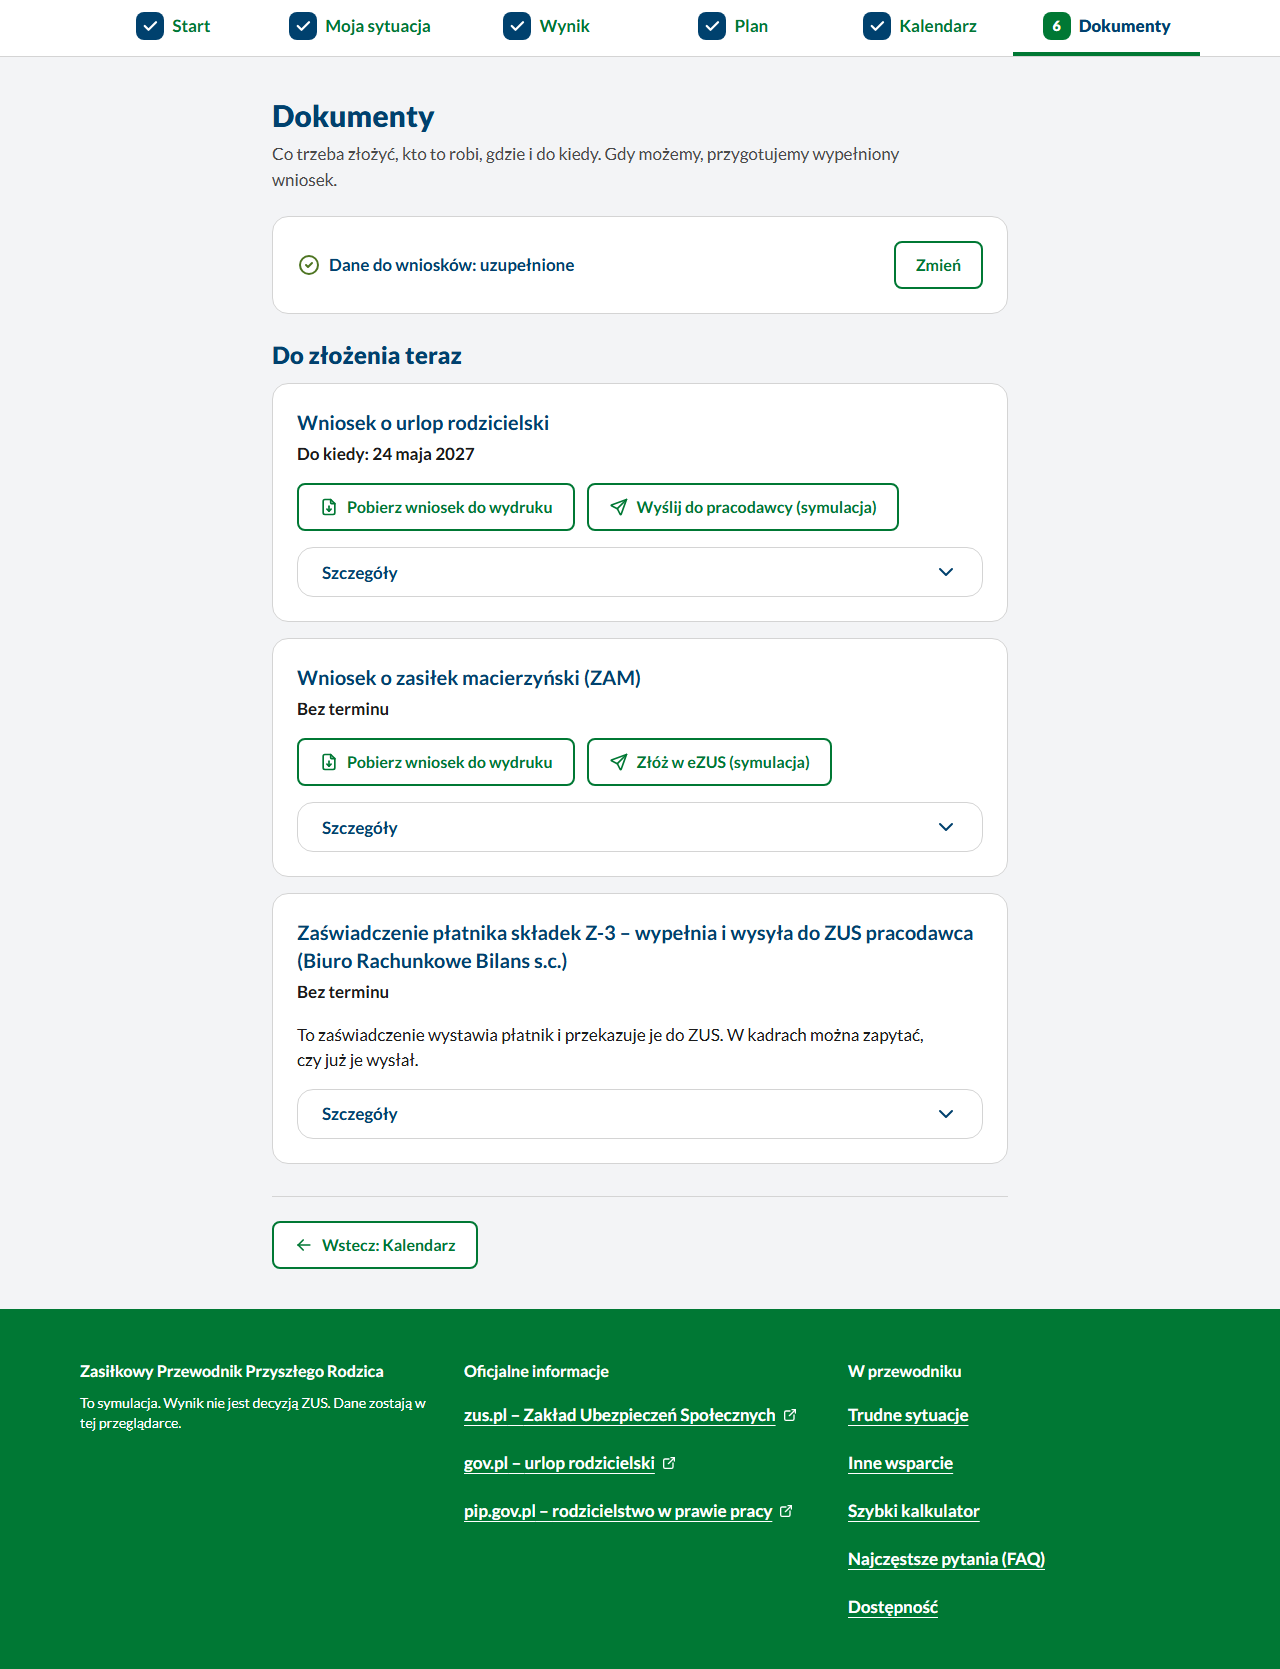 Start
Moja sytuacja
Wynik
Plan
Kalendarz
6 Dokumenty
Dokumenty
Co trzeba złożyć, kto to robi, gdzie i do kiedy. Gdy możemy, przygotujemy wypełniony
wniosek.
Dane do wniosków: uzupełnione
Zmień
Do złożenia teraz
Wniosek o urlop rodzicielski
Do kiedy: 24 maja 2027
Pobierz wniosek do wydruku
Wyślij do pracodawcy (symulacja)
Szczegóły
Wniosek o zasiłek macierzyński (ZAM)
Bez terminu
Pobierz wniosek do wydruku
Złóż w eZUS (symulacja)
Szczegóły
Zaświadczenie płatnika składek Z-3 – wypełnia i wysyła do ZUS pracodawca
(Biuro Rachunkowe Bilans s.c.)
Bez terminu
To zaświadczenie wystawia płatnik i przekazuje je do ZUS. W kadrach można zapytać,
czy już je wysłał.
Szczegóły
Wstecz: Kalendarz
Zasiłkowy Przewodnik Przyszłego Rodzica
To symulacja. Wynik nie jest decyzją ZUS. Dane zostają w
tej przeglądarce.
Oficjalne informacje
zus.pl – Zakład Ubezpieczeń Społecznych
gov.pl – urlop rodzicielski
pip.gov.pl – rodzicielstwo w prawie pracy
W przewodniku
Trudne sytuacje
Inne wsparcie
Szybki kalkulator
Najczęstsze pytania (FAQ)
Dostępność